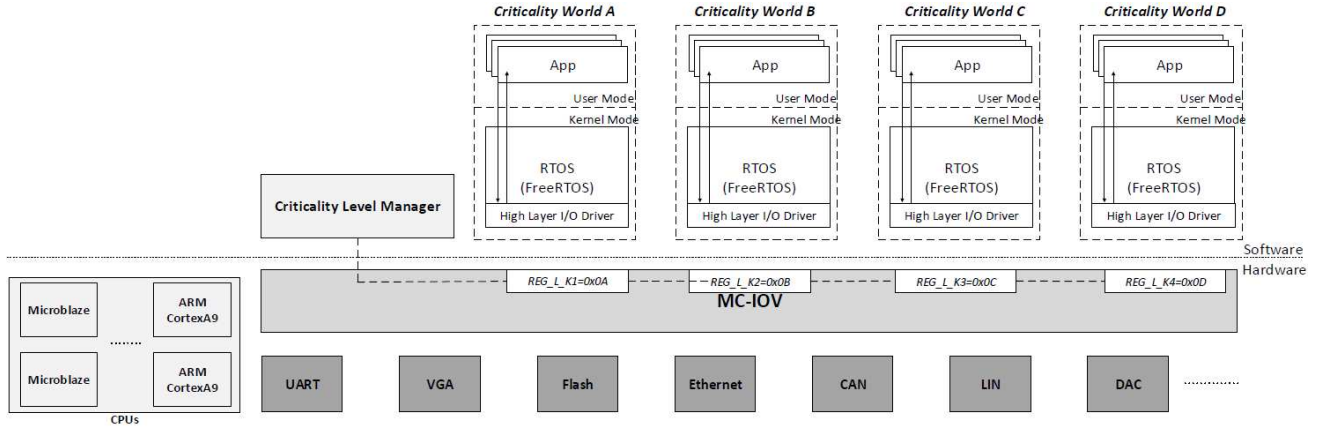 Criticality World A
Criticality World B
Criticality World C
Criticality World D
App
App
App
App
User Mode
User Mode
User Mode
User Mode
Kernel Mode
Kernel Mode
Kernel Mode
Kernel Mode
RTOS
(FreeRTOS)
RTOS
(FreeRTOS)
RTOS
(FreeRTOS)
RTOS
(FreeRTOS)
Criticality Level Manager
High Layer I/O Driver
High Layer I/O Driver
High Layer I/O Driver
High Layer I/O Driver
Software
Hardware
REG_L_K1=0x0A
REG_L_K2=0x0B
REG_L_K3=0x0C
REG_L_K4=0x0D
MC-IOV
Microblaze
ARM
CortexA9
........
Microblaze
ARM
CortexA9
CPUs
UART
VGA
Flash
Ethernet
CAN
LIN
DAC
............